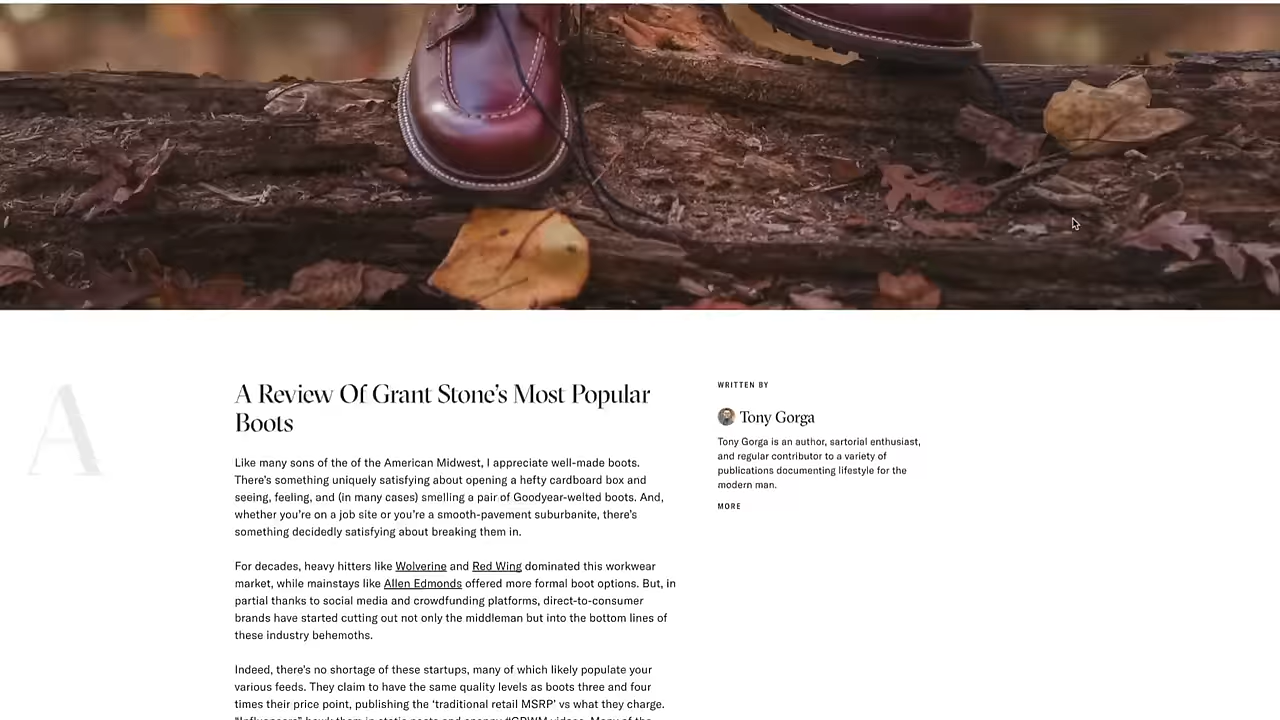 A Review Of Grant Stone’s Most Popular
Boots
Like many sons of the of the American Midwest, I appreciate well-made boots.
There’s something uniquely satisfying about opening a hefty cardboard box and
seeing, feeling, and (in many cases) smelling a pair of Goodyear-welted boots. And,
whether you’re on a job site or you’re a smooth-pavement suburbanite, there’s
something decidedly satisfying about breaking them in.
For decades, heavy hitters like Wolverine and Red Wing dominated this workwear
market, while mainstays like Allen Edmonds offered more formal boot options. But, in
partial thanks to social media and crowdfunding platforms, direct-to-consumer
brands have started cutting out not only the middleman but into the bottom lines of
these industry behemoths.
Indeed, there’s no shortage of these startups, many of which likely populate your
various feeds. They claim to have the same quality levels as boots three and four
times their price point, publishing the ‘traditional retail MSRP’ vs what they charge.
WRITTEN BY
Tony Gorga
Tony Gorga is an author, sartorial enthusiast,
and regular contributor to a variety of
publications documenting lifestyle for the
modern man.
MORE
A